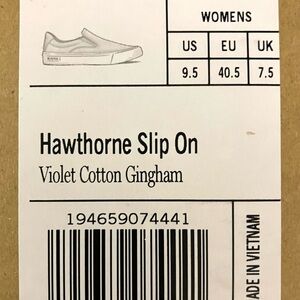 WOMENS
US EU UK
9.5 40.5 7.5
Hawthorne Slip On
Violet Cotton Gingham
194659074441
ADE IN VIETNAM